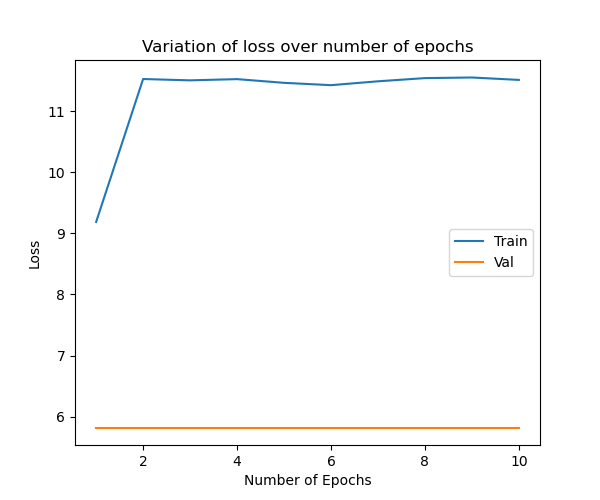 Variation of loss over number of epochs
11
10
9
8
7
6
Loss
Train
Val
2 4 6 8 10
Number of Epochs